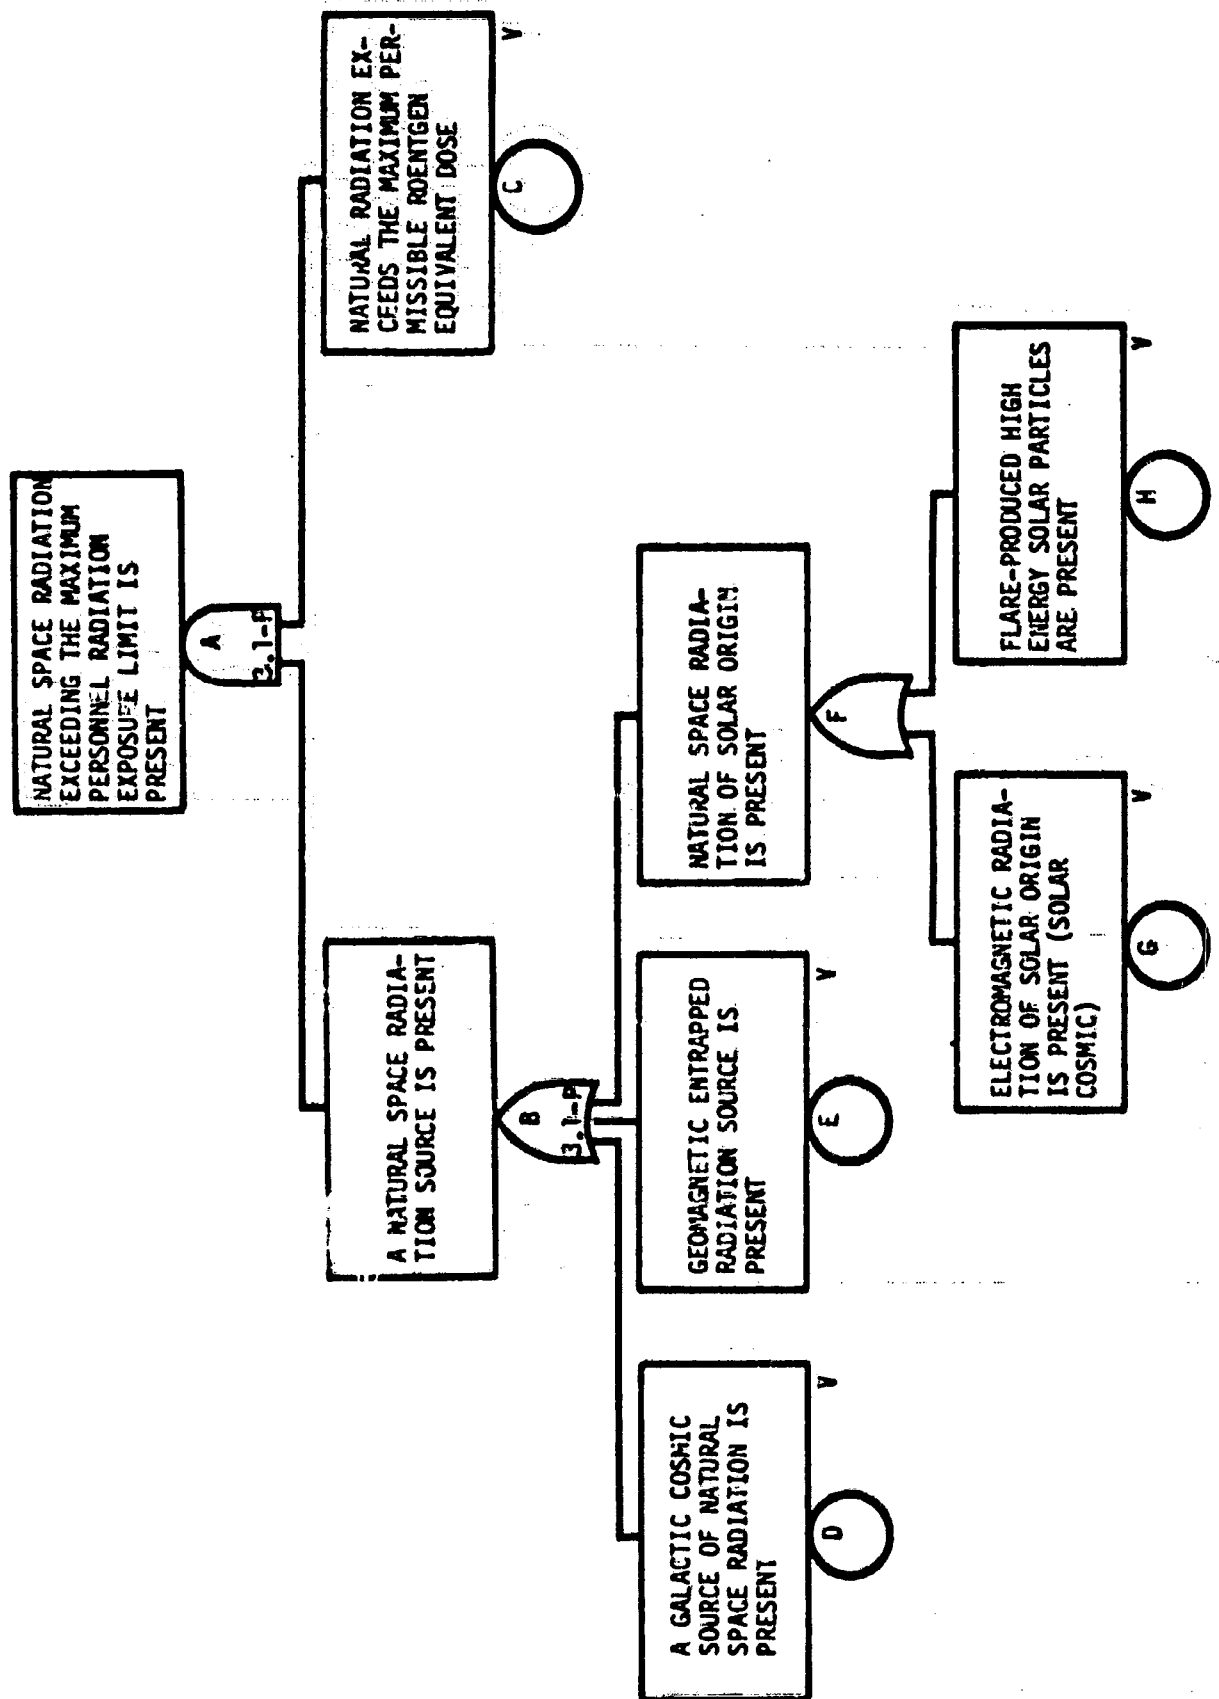 NATURAL SPACE RADIATION
EXCEEDING THE MAXIMUM
PERSONNEL RADIATION
EXPOSURE LIMIT IS
PRESENT
A
3.1-P
A NATURAL SPACE RADIA-
TION SOURCE IS PRESENT
B
3.1-P
NATURAL RADIATION EX-
CEEDS THE MAXIMUM PER-
MISSIBLE ROENTGEN
EQUIVALENT DOSE
V
C
A GALACTIC COSMIC
SOURCE OF NATURAL
SPACE RADIATION IS
PRESENT
V
D
GEOMAGNETIC ENTRAPPED
RADIATION SOURCE IS
PRESENT
V
E
NATURAL SPACE RADIA-
TION OF SOLAR ORIGIN
IS PRESENT
F
ELECTROMAGNETIC RADIA-
TION OF SOLAR ORIGIN
IS PRESENT (SOLAR
COSMIC)
V
G
FLARE-PRODUCED HIGH
ENERGY SOLAR PARTICLES
ARE PRESENT
V
H